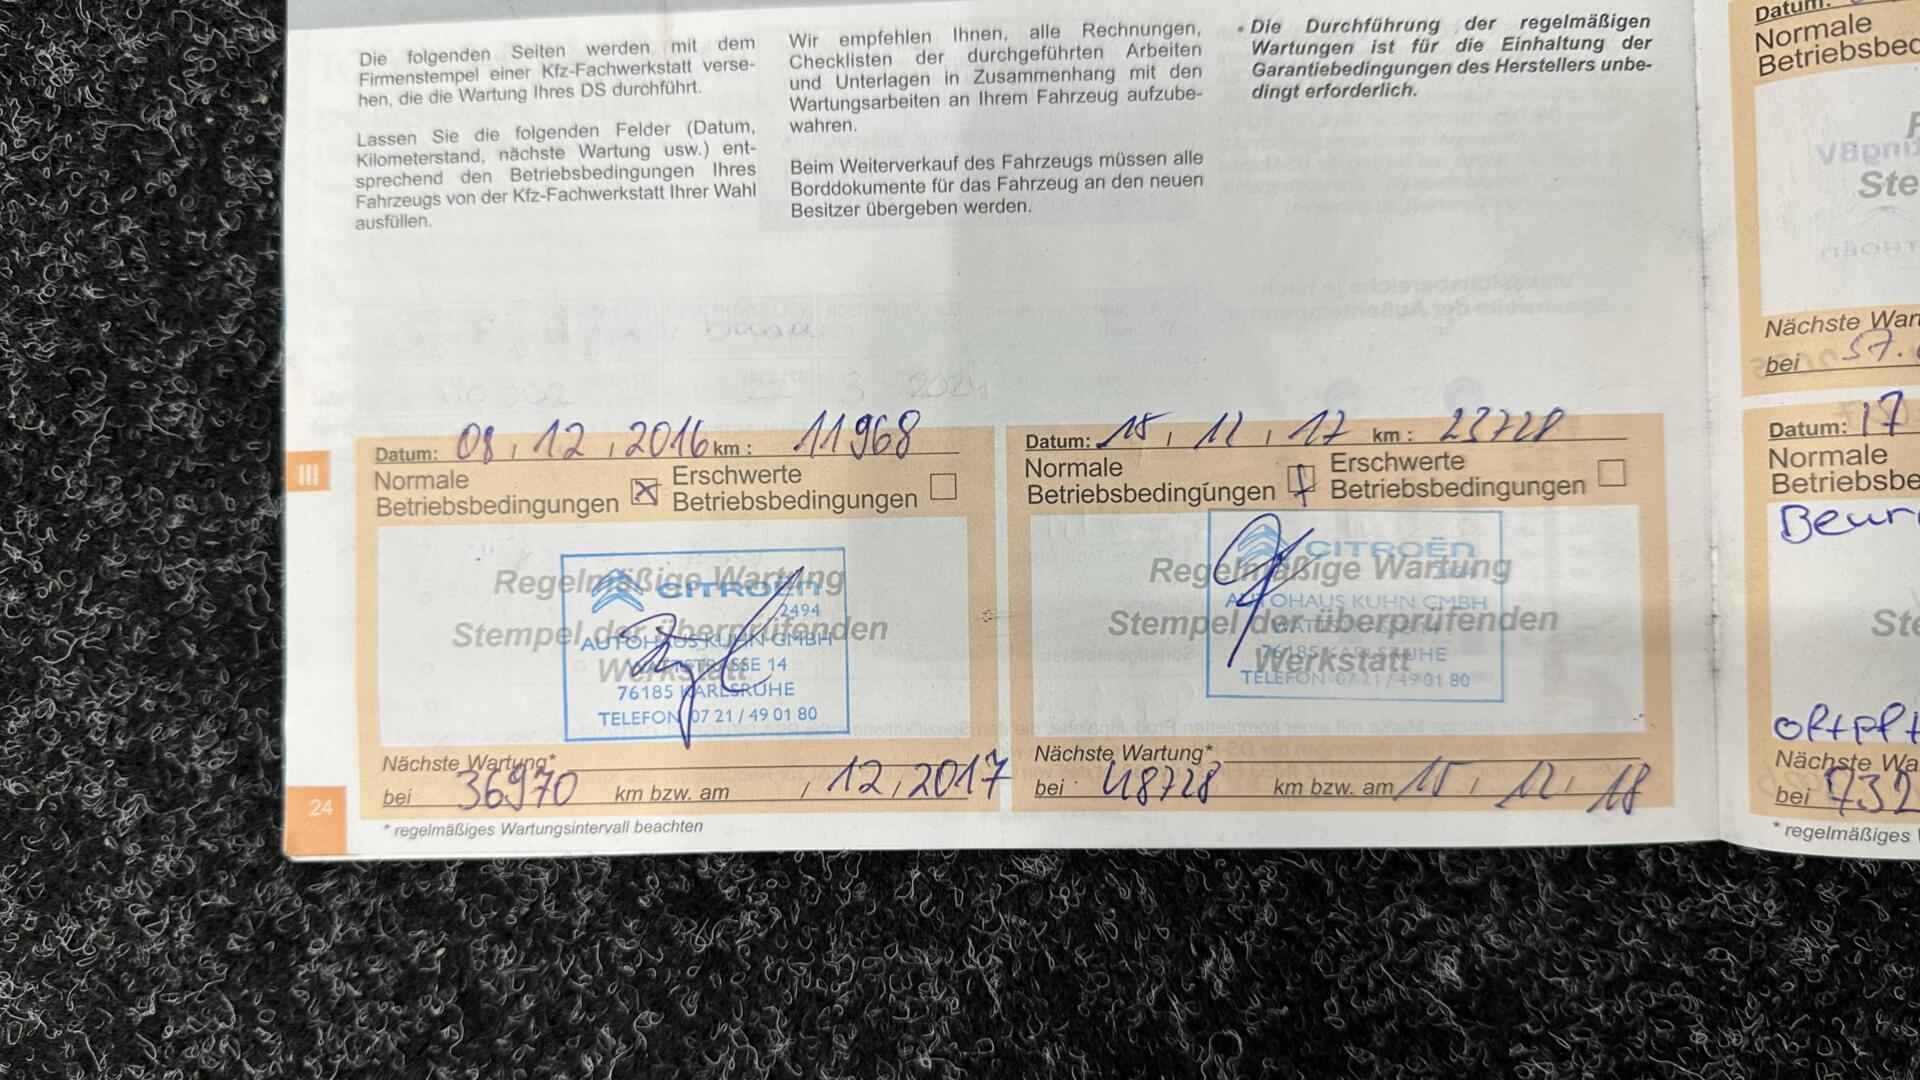 Die folgenden Seiten werden mit dem
Firmenstempel einer Kfz-Fachwerkstatt verse-
hen, die die Wartung Ihres DS durchführt.
Lassen Sie die folgenden Felder (Datum,
Kilometerstand, nächste Wartung usw.) ent-
sprechend den Betriebsbedingungen Ihres
Fahrzeugs von der Kfz-Fachwerkstatt Ihrer Wahl
ausfüllen.
Wir empfehlen Ihnen, alle Rechnungen,
Checklisten der durchgeführten Arbeiten
und Unterlagen in Zusammenhang mit den
Wartungsarbeiten an Ihrem Fahrzeug aufzube-
wahren.
Beim Weiterverkauf des Fahrzeugs müssen alle
Borddokumente für das Fahrzeug an den neuen
Besitzer übergeben werden.
• Die Durchführung der regelmäßigen
Wartungen ist für die Einhaltung der
Garantiebedingungen des Herstellers unbe-
dingt erforderlich.
III
Datum: 08, 12, 2016 km: 11968
Normale Betriebsbedingungen
Erschwerte Betriebsbedingungen
Regelmäßige Wartung
Stempel der überprüfenden
Werkstatt
CITROËN
2494
AUTOHAUS KUHN GMBH
WATTSTRASSE 14
76185 KARLSRUHE
TELEFON 07 21 / 49 01 80
Nächste Wartung*
bei 36970 km bzw. am , 12, 2017
* regelmäßiges Wartungsintervall beachten
24
Datum: 15, 12, 17 km: 23728
Normale Betriebsbedingungen
Erschwerte Betriebsbedingungen
Regelmäßige Wartung
Stempel der überprüfenden
Werkstatt
CITROËN
AUTOHAUS KUHN GMBH
76185 KARLSRUHE
TELEFON 07 21 / 49 01 80
Nächste Wartung*
bei 48728 km bzw. am 15, 12, 18
Datum:
Normale
Nächste
bei 57.
Datum: 17
Normale
Nächste
bei 732
* regelmäßiges